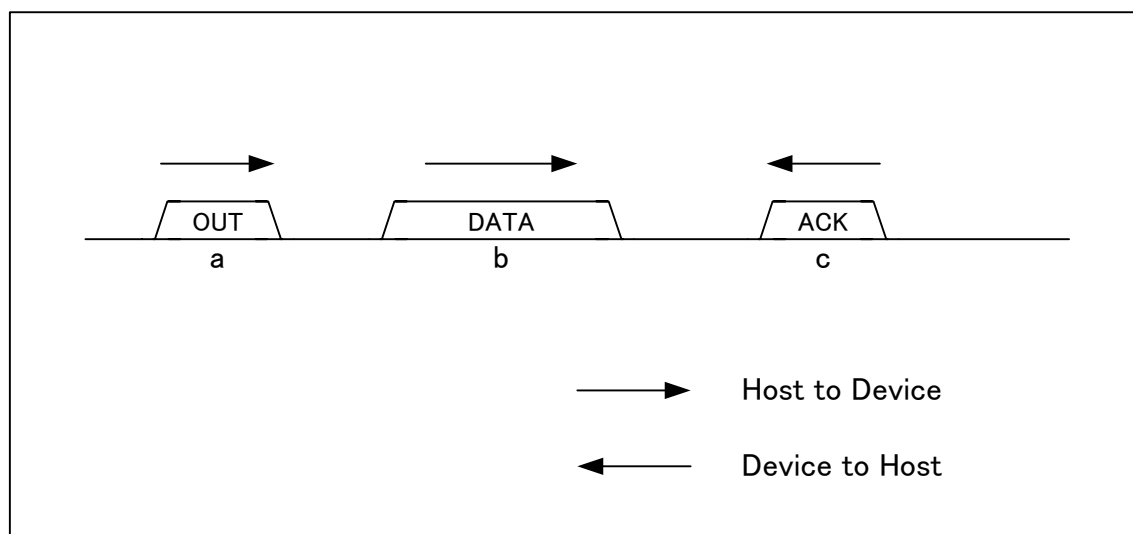 OUT DATA ACK
a b c
Host to Device
Device to Host